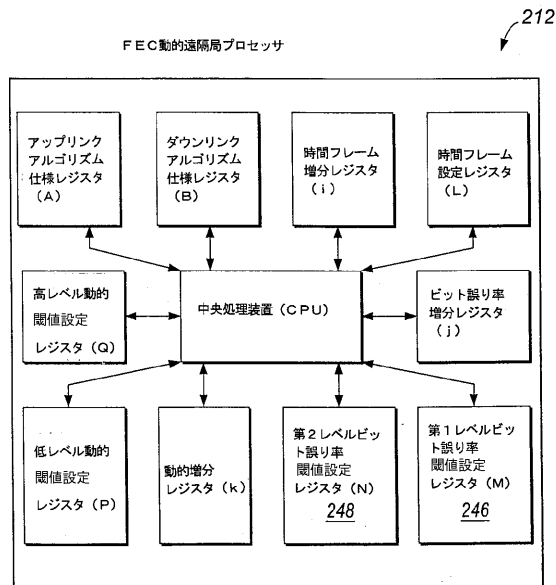 212
FEC動的遠隔局プロセッサ
アップリンク
アルゴリズム
仕様レジスタ
(A)
ダウンリンク
アルゴリズム
仕様レジスタ
(B)
時間フレーム
増分レジスタ
(i)
時間フレーム
設定レジスタ
(L)
高レベル動的
閾値設定
レジスタ(Q)
中央処理装置(CPU)
ビット誤り率
増分レジスタ
(j)
低レベル動的
閾値設定
レジスタ(P)
動的増分
レジスタ(k)
第2レベルビッ
ト誤り率
閾値設定
レジスタ(N)
248
第1レベルビッ
ト誤り率
閾値設定
レジスタ(M)
246